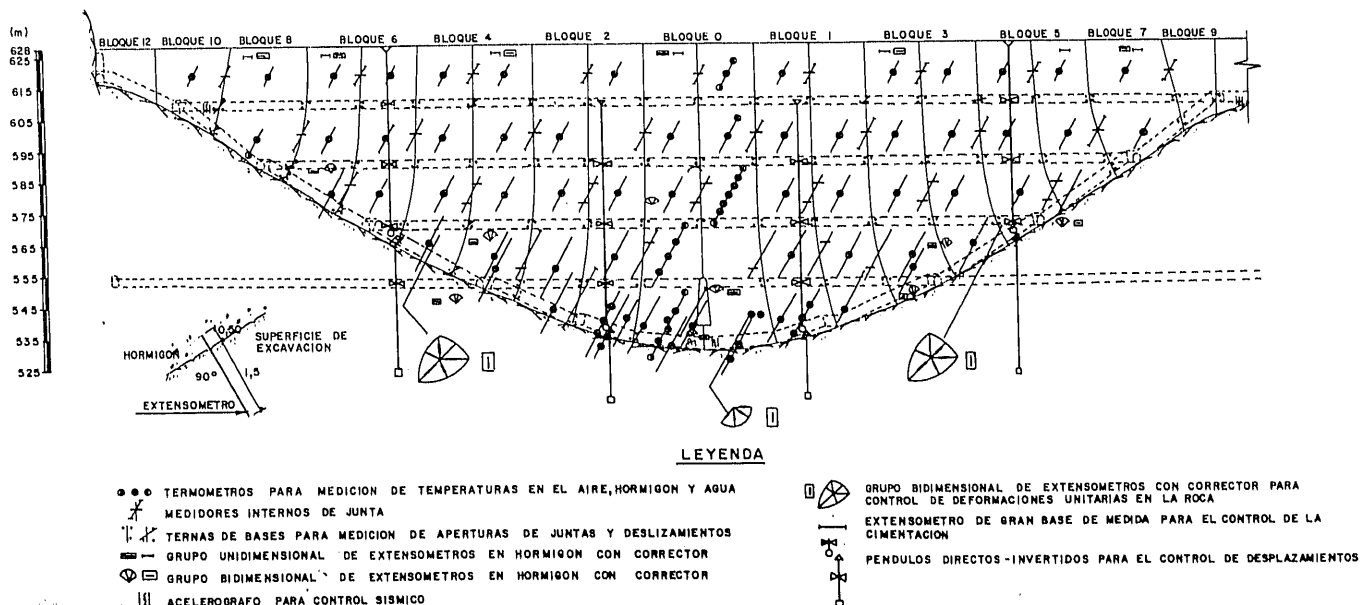 (m)
BLOQUE 12 BLOQUE 10 BLOQUE 8 BLOQUE 6 BLOQUE 4 BLOQUE 2 BLOQUE 0 BLOQUE 1 BLOQUE 3 BLOQUE 5 BLOQUE 7 BLOQUE 9
628
625
615
605
595
585
575
565
555
545
535
525
0,50
SUPERFICIE DE
EXCAVACION
HORMIGON
90°
1,5
EXTENSOMETRO
LEYENDA
TERMOMETROS PARA MEDICION DE TEMPERATURAS EN EL AIRE, HORMIGON Y AGUA
MEDIDORES INTERNOS DE JUNTA
TERNAS DE BASES PARA MEDICION DE APERTURAS DE JUNTAS Y DESLIZAMIENTOS
GRUPO UNIDIMENSIONAL DE EXTENSOMETROS EN HORMIGON CON CORRECTOR
GRUPO BIDIMENSIONAL DE EXTENSOMETROS EN HORMIGON CON CORRECTOR
ACELEROGRAFO PARA CONTROL SISMICO
GRUPO BIDIMENSIONAL DE EXTENSOMETROS CON CORRECTOR PARA
CONTROL DE DEFORMACIONES UNITARIAS EN LA ROCA
EXTENSOMETRO DE GRAN BASE DE MEDIDA PARA EL CONTROL DE LA
CIMENTACION
PENDULOS DIRECTOS-INVERTIDOS PARA EL CONTROL DE DESPLAZAMIENTOS